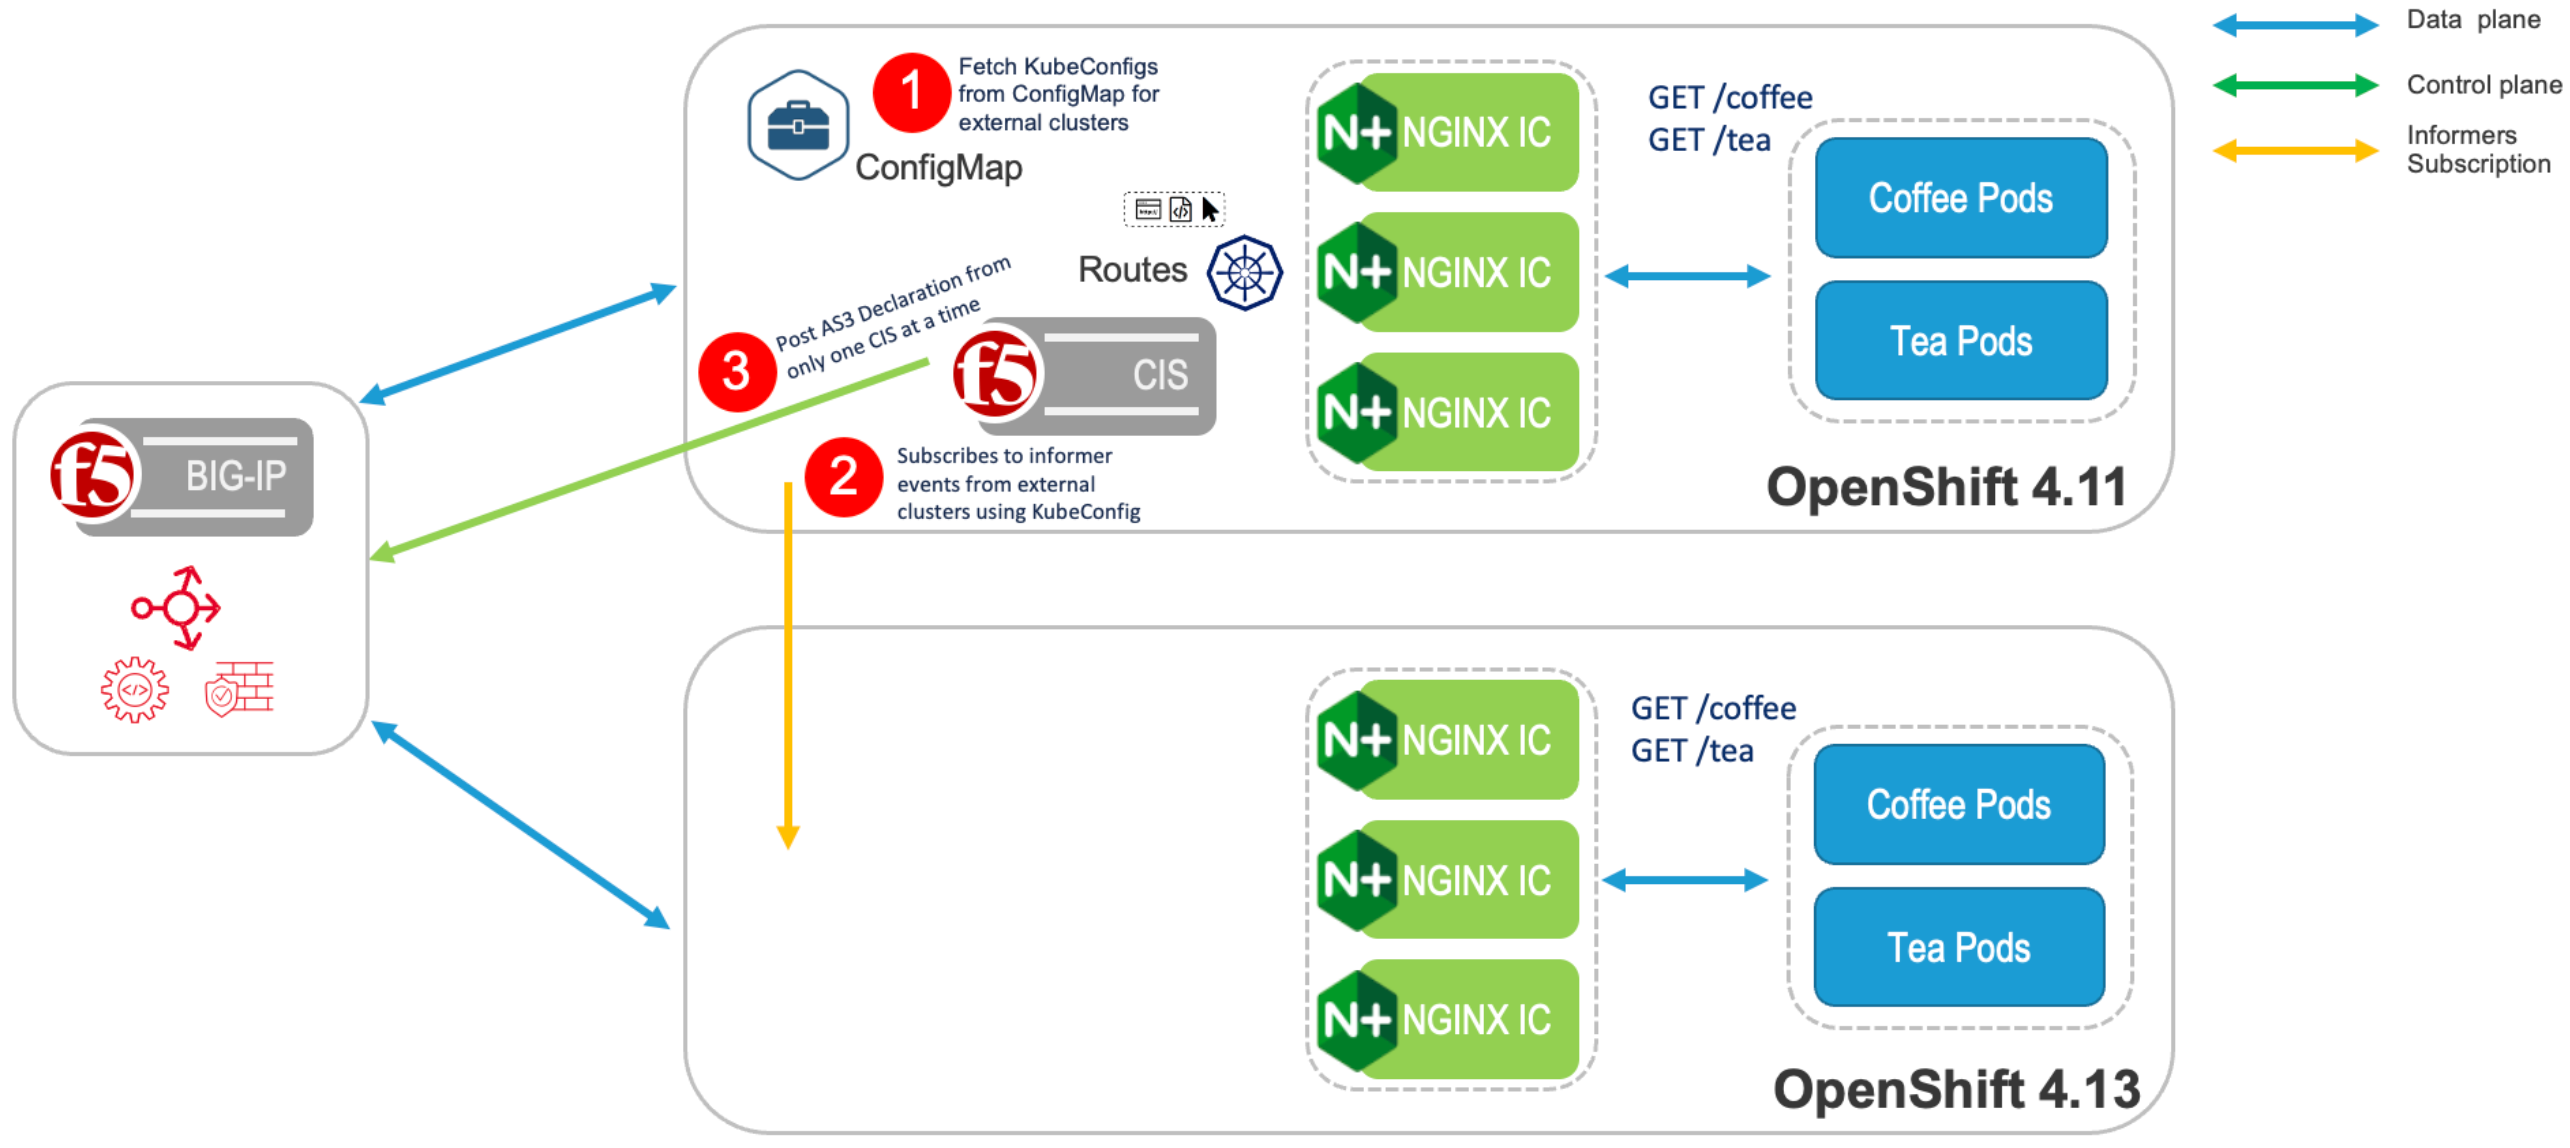 Data plane
Control plane
Informers
Subscription
1
Fetch KubeConfigs
from ConfigMap for
external clusters
ConfigMap
Routes
3
Post AS3 Declaration from
only one CIS at a time
f5
CIS
2
Subscribes to informer
events from external
clusters using KubeConfig
N+ NGINX IC
N+ NGINX IC
N+ NGINX IC
GET /coffee
GET /tea
Coffee Pods
Tea Pods
OpenShift 4.11
f5
BIG-IP
</>
N+ NGINX IC
N+ NGINX IC
N+ NGINX IC
GET /coffee
GET /tea
Coffee Pods
Tea Pods
OpenShift 4.13